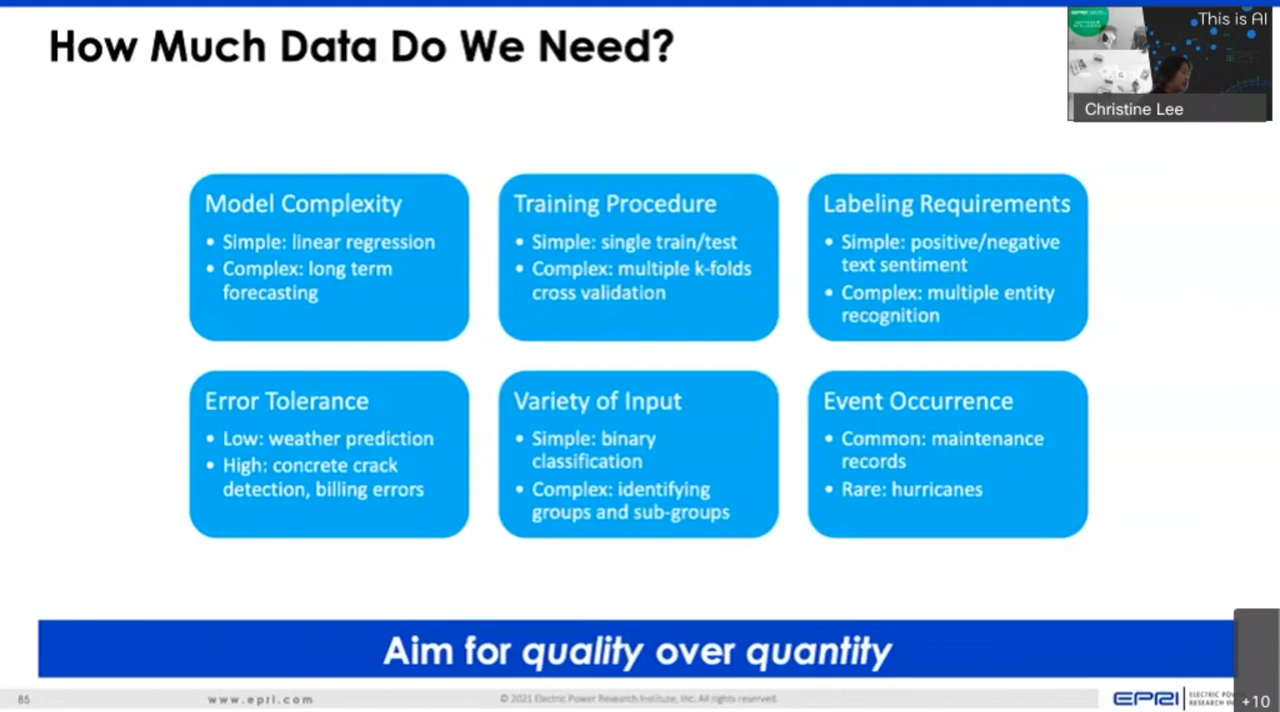 How Much Data Do We Need?
This is AI
Christine Lee
Model Complexity
• Simple: linear regression
• Complex: long term
forecasting
Training Procedure
• Simple: single train/test
• Complex: multiple k-folds
cross validation
Labeling Requirements
• Simple: positive/negative
text sentiment
• Complex: multiple entity
recognition
Error Tolerance
• Low: weather prediction
• High: concrete crack
detection, billing errors
Variety of Input
• Simple: binary
classification
• Complex: identifying
groups and sub-groups
Event Occurrence
• Common: maintenance
records
• Rare: hurricanes
Aim for quality over quantity
85
www.epri.com
© 2021 Electric Power Research Institute, Inc. All rights reserved.
EPRI
ELECTRIC
RESEARCH
+10